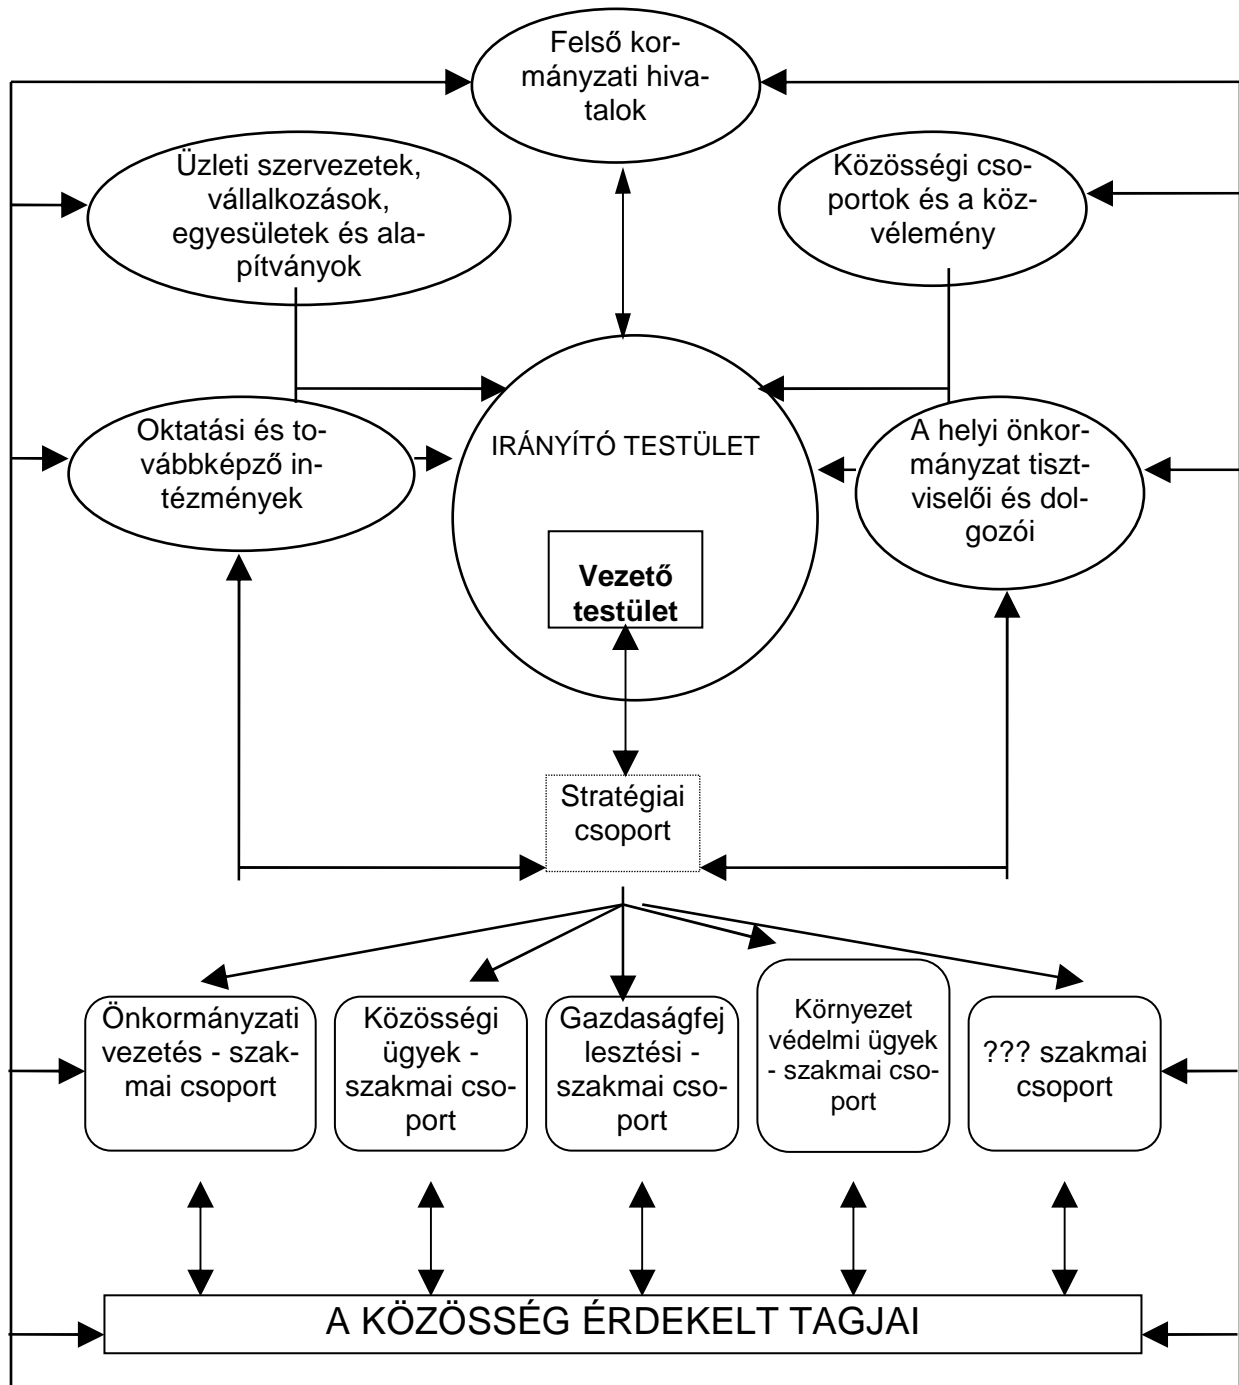 Felső kor-
mányzati hiva-
talok
Üzleti szervezetek,
vállalkozások,
egyesületek és ala-
pítványok
Közösségi cso-
portok és a köz-
vélemény
Oktatási és to-
vábbképző in-
tézmények
IRÁNYÍTÓ TESTÜLET
A helyi önkor-
mányzat tiszt-
viselői és dol-
gozói
Vezető
testület
Stratégiai
csoport
Önkormányzati
vezetés - szak-
mai csoport
Közösségi
ügyek -
szakmai cso-
port
Gazdaságfej
lesztési -
szakmai cso-
port
Környezet
védelmi ügyek
- szakmai cso-
port
??? szakmai
csoport
A KÖZÖSSÉG ÉRDEKELT TAGJAI